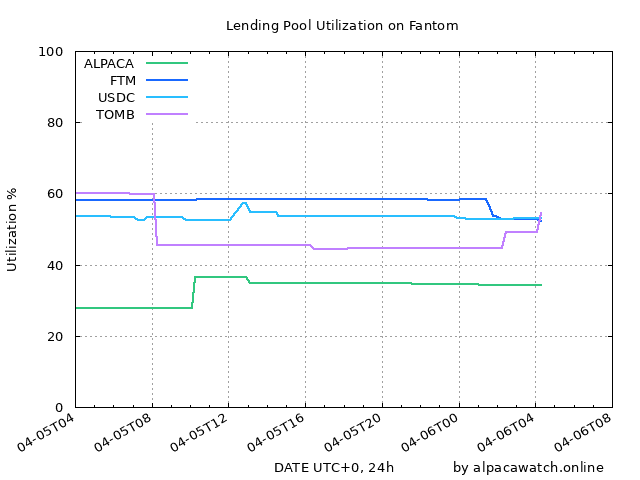 Lending Pool Utilization on Fantom
100
80
60
40
20
0
Utilization %
ALPACA
FTM
USDC
TOMB
04-05T04
04-05T08
04-05T12
04-05T16
04-05T20
04-06T00
04-06T04
04-06T08
DATE UTC+0, 24h
by alpacawatch.online